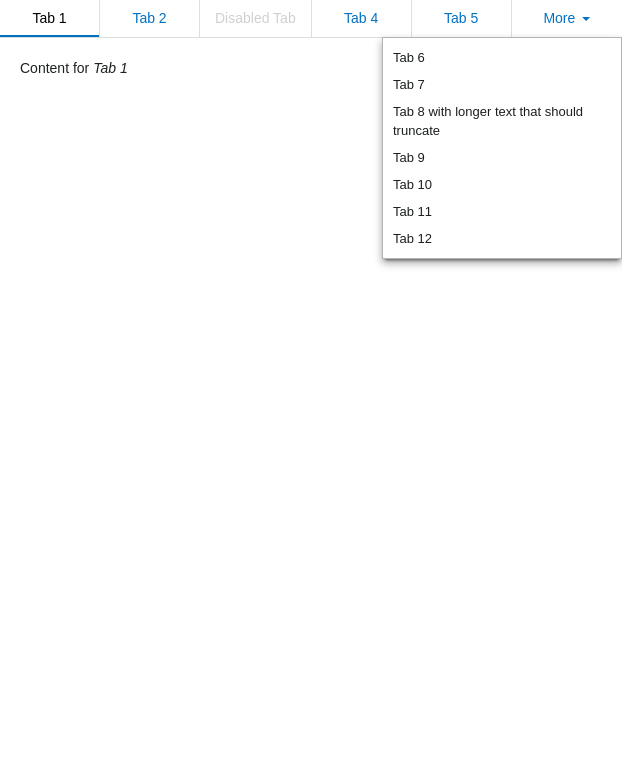 Tab 1 Tab 2 Disabled Tab Tab 4 Tab 5 More
Content for Tab 1
Tab 6
Tab 7
Tab 8 with longer text that should
truncate
Tab 9
Tab 10
Tab 11
Tab 12